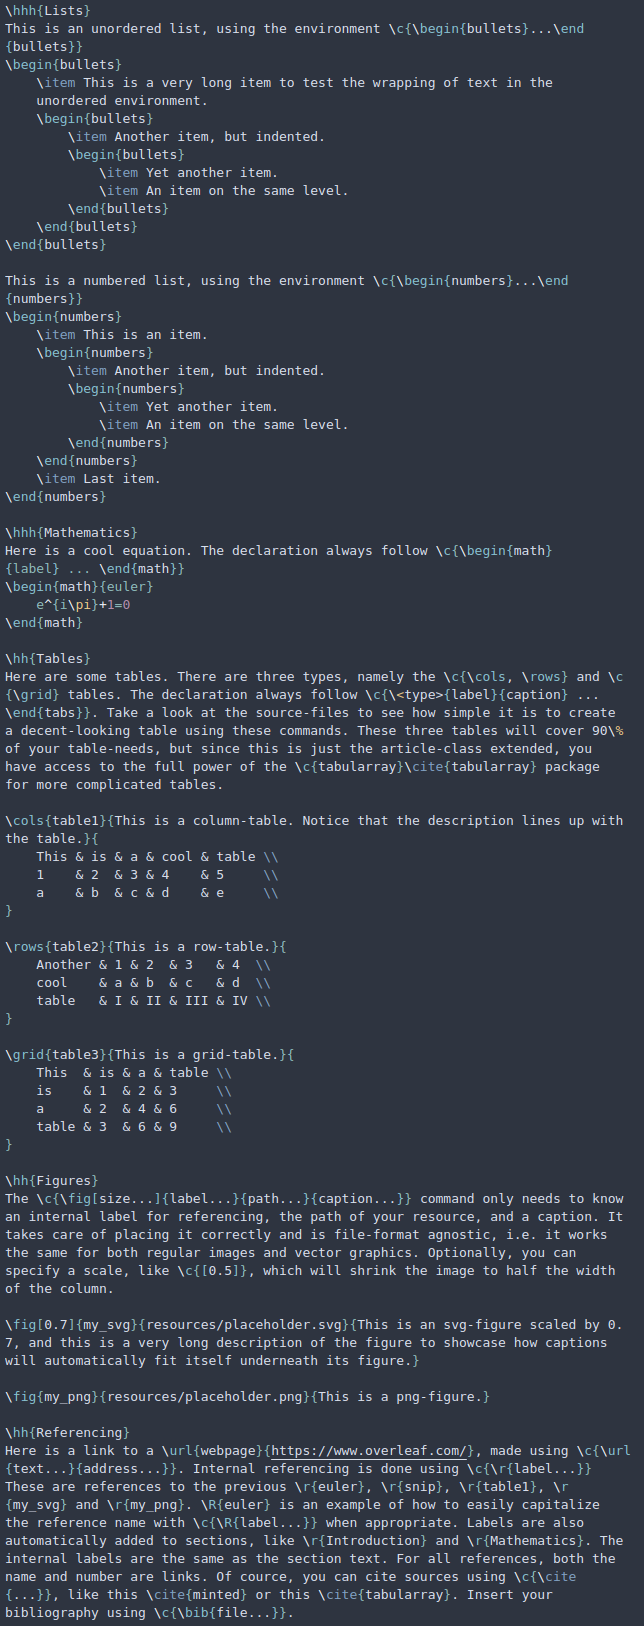 \hhh{Lists}
This is an unordered list, using the environment \c{\begin{bullets}...\end
{bullets}}
\begin{bullets}
    \item This is a very long item to test the wrapping of text in the
    unordered environment.
    \begin{bullets}
        \item Another item, but indented.
        \begin{bullets}
            \item Yet another item.
            \item An item on the same level.
        \end{bullets}
    \end{bullets}
\end{bullets}

This is a numbered list, using the environment \c{\begin{numbers}...\end
{numbers}}
\begin{numbers}
    \item This is an item.
    \begin{numbers}
        \item Another item, but indented.
        \begin{numbers}
            \item Yet another item.
            \item An item on the same level.
        \end{numbers}
    \end{numbers}
    \item Last item.
\end{numbers}

\hhh{Mathematics}
Here is a cool equation. The declaration always follow \c{\begin{math}
{label} ... \end{math}}
\begin{math}{euler}
    e^{i\pi}+1=0
\end{math}

\hh{Tables}
Here are some tables. There are three types, namely the \c{\cols, \rows} and \c
{\grid} tables. The declaration always follow \c{\<type>{label}{caption} ...
\end{tabs}}. Take a look at the source-files to see how simple it is to create
a decent-looking table using these commands. These three tables will cover 90\%
of your table-needs, but since this is just the article-class extended, you
have access to the full power of the \c{tabularray}\cite{tabularray} package
for more complicated tables.

\cols{table1}{This is a column-table. Notice that the description lines up with
the table.}{
    This & is & a & cool & table \\
    1    & 2  & 3 & 4    & 5     \\
    a    & b  & c & d    & e     \\
}

\rows{table2}{This is a row-table.}{
    Another & 1 & 2  & 3   & 4  \\
    cool    & a & b  & c   & d  \\
    table   & I & II & III & IV \\
}

\grid{table3}{This is a grid-table.}{
    This  & is & a & table \\
    is    & 1  & 2 & 3     \\
    a     & 2  & 4 & 6     \\
    table & 3  & 6 & 9     \\
}

\hh{Figures}
The \c{\fig[size...]{label...}{path...}{caption...}} command only needs to know
an internal label for referencing, the path of your resource, and a caption. It
takes care of placing it correctly and is file-format agnostic, i.e. it works
the same for both regular images and vector graphics. Optionally, you can
specify a scale, like \c{[0.5]}, which will shrink the image to half the width
of the column.

\fig[0.7]{my_svg}{resources/placeholder.svg}{This is an svg-figure scaled by 0.
7, and this is a very long description of the figure to showcase how captions
will automatically fit itself underneath its figure.}

\fig{my_png}{resources/placeholder.png}{This is a png-figure.}

\hh{Referencing}
Here is a link to a \url{webpage}{https://www.overleaf.com/}, made using \c{\url
{text...}{address...}}. Internal referencing is done using \c{\r{label...}}
These are references to the previous \r{euler}, \r{snip}, \r{table1}, \r
{my_svg} and \r{my_png}. \R{euler} is an example of how to easily capitalize
the reference name with \c{\R{label...}} when appropriate. Labels are also
automatically added to sections, like \r{Introduction} and \r{Mathematics}. The
internal labels are the same as the section text. For all references, both the
name and number are links. Of cource, you can cite sources using \c{\cite
{...}}, like this \cite{minted} or this \cite{tabularray}. Insert your
bibliography using \c{\bib{file...}}.